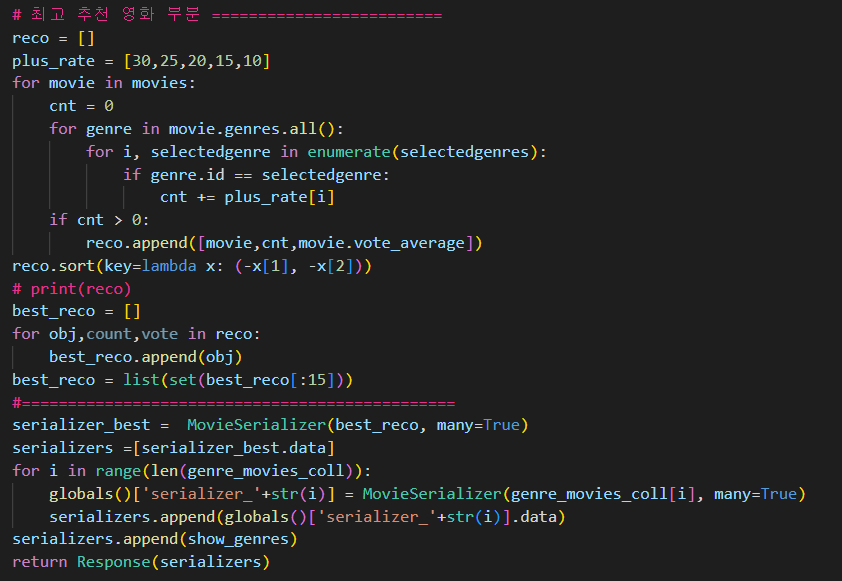 # 최고 추천 영화 부분 =========================
reco = []
plus_rate = [30,25,20,15,10]
for movie in movies:
    cnt = 0
    for genre in movie.genres.all():
        for i, selectedgenre in enumerate(selectedgenres):
            if genre.id == selectedgenre:
                cnt += plus_rate[i]
    if cnt > 0:
        reco.append([movie,cnt,movie.vote_average])
reco.sort(key=lambda x: (-x[1], -x[2]))
# print(reco)
best_reco = []
for obj,count,vote in reco:
    best_reco.append(obj)
best_reco = list(set(best_reco[:15]))
#===============================================
serializer_best =  MovieSerializer(best_reco, many=True)
serializers =[serializer_best.data]
for i in range(len(genre_movies_coll)):
    globals()['serializer_'+str(i)] = MovieSerializer(genre_movies_coll[i], many=True)
    serializers.append(globals()['serializer_'+str(i)].data)
serializers.append(show_genres)
return Response(serializers)